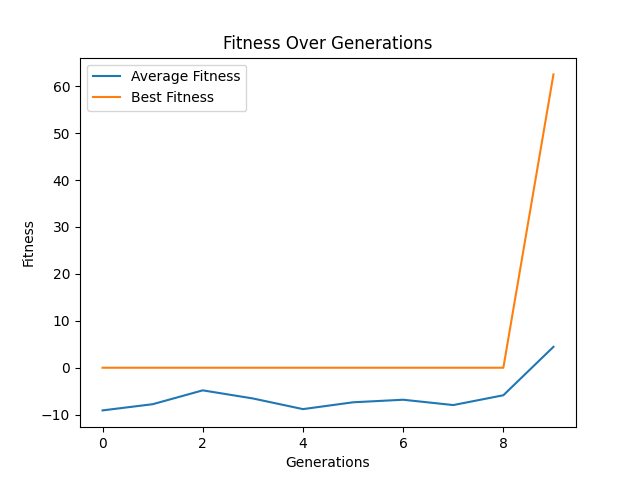 Fitness Over Generations
Average Fitness
Best Fitness
60
50
40
30
20
10
0
−10
Fitness
0 2 4 6 8
Generations